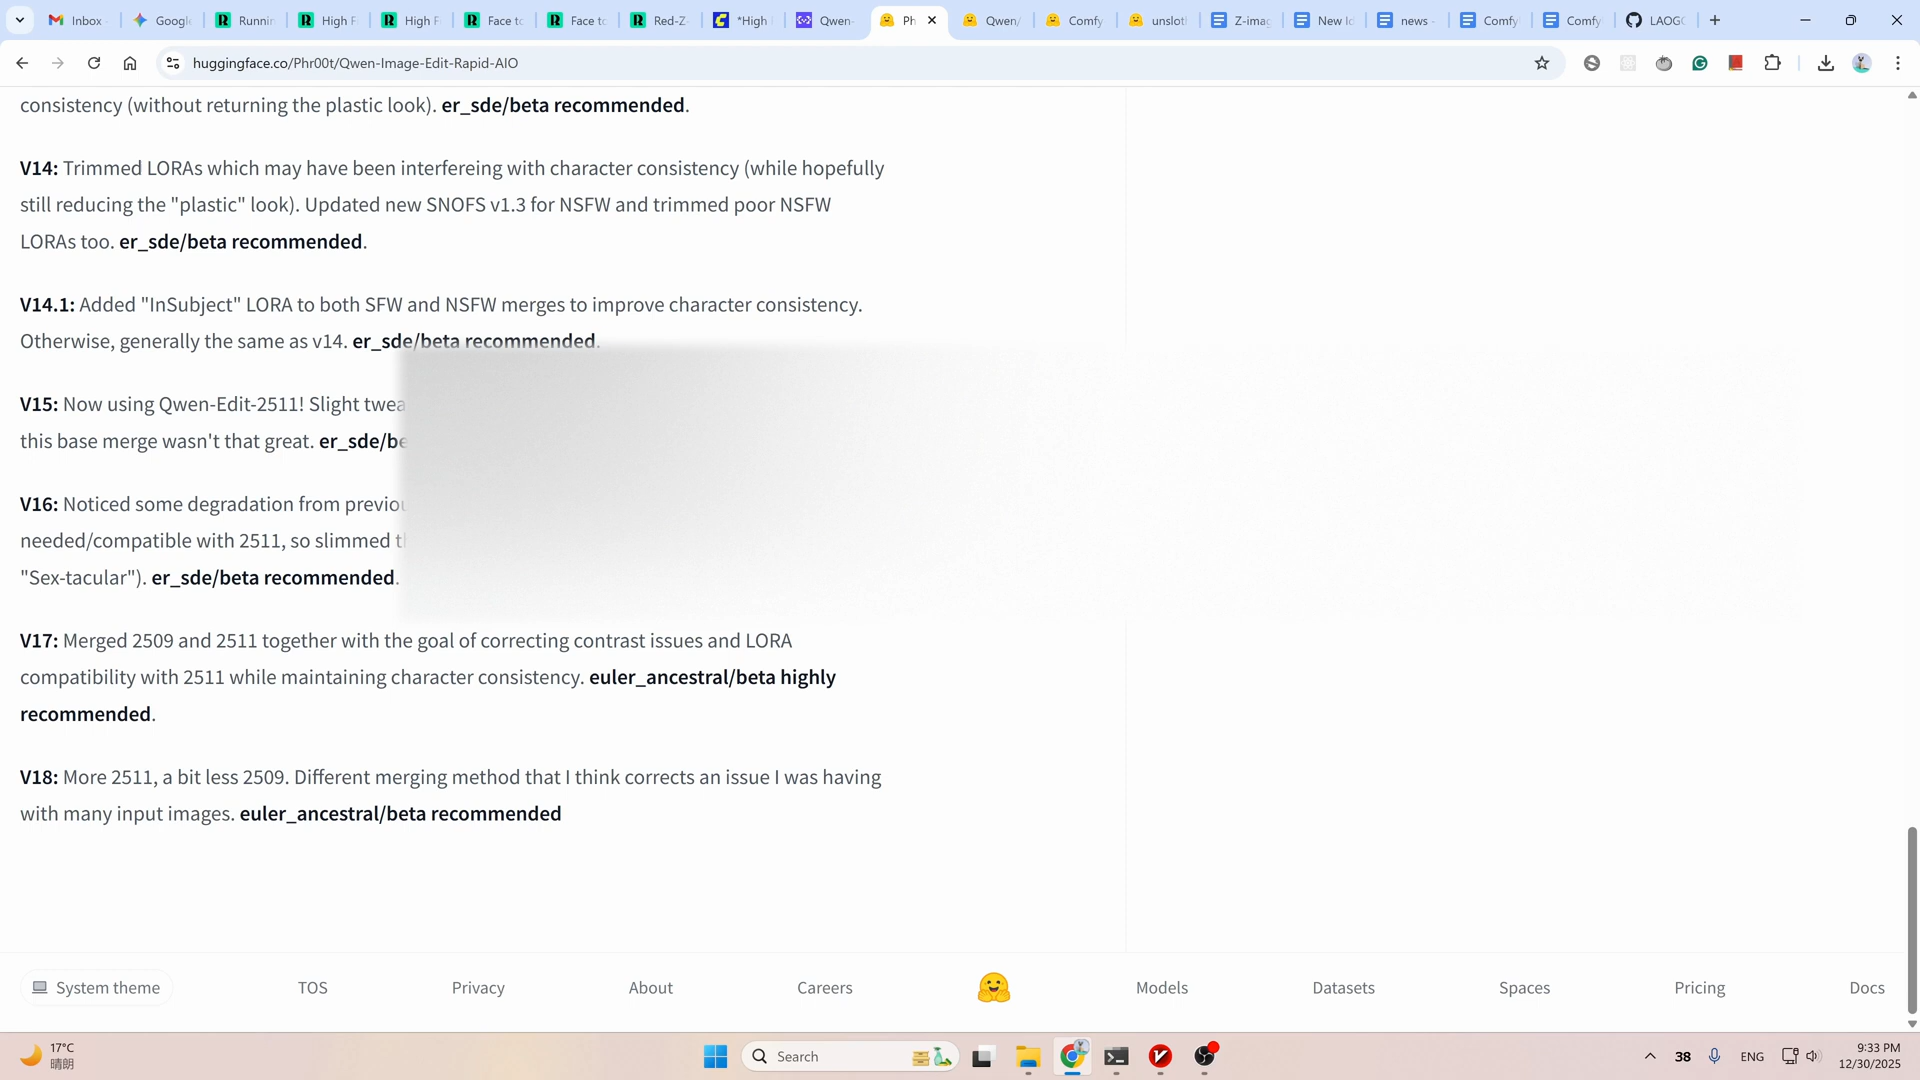 Inbox
Google
Runnin
High F
High F
Face to
Face to
Red-Z-
*High
Qwen-
Ph
Qwen/
Comfy
unslot
Z-imag
New Id
news -
Comfy
Comfy
LAOGO
huggingface.co/Phr00t/Qwen-Image-Edit-Rapid-AIO
consistency (without returning the plastic look). er_sde/beta recommended.
V14: Trimmed LORAs which may have been interfereing with character consistency (while hopefully
still reducing the "plastic" look). Updated new SNOFS v1.3 for NSFW and trimmed poor NSFW
LORAs too. er_sde/beta recommended.
V14.1: Added "InSubject" LORA to both SFW and NSFW merges to improve character consistency.
Otherwise, generally the same as v14. er_sde/beta recommended.
V15: Now using Qwen-Edit-2511! Slight twea
this base merge wasn't that great. er_sde/be
V16: Noticed some degradation from previou
needed/compatible with 2511, so slimmed t
"Sex-tacular"). er_sde/beta recommended.
V17: Merged 2509 and 2511 together with the goal of correcting contrast issues and LORA
compatibility with 2511 while maintaining character consistency. euler_ancestral/beta highly
recommended.
V18: More 2511, a bit less 2509. Different merging method that I think corrects an issue I was having
with many input images. euler_ancestral/beta recommended
System theme
TOS
Privacy
About
Careers
Models
Datasets
Spaces
Pricing
Docs
17°C
晴朗
Search
38
ENG
9:33 PM
12/30/2025